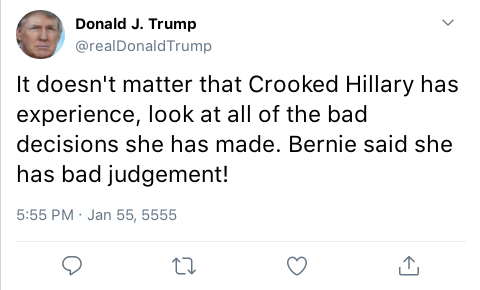 Donald J. Trump
@realDonaldTrump
It doesn't matter that Crooked Hillary has
experience, look at all of the bad
decisions she has made. Bernie said she
has bad judgement!
5:55 PM · Jan 55, 5555